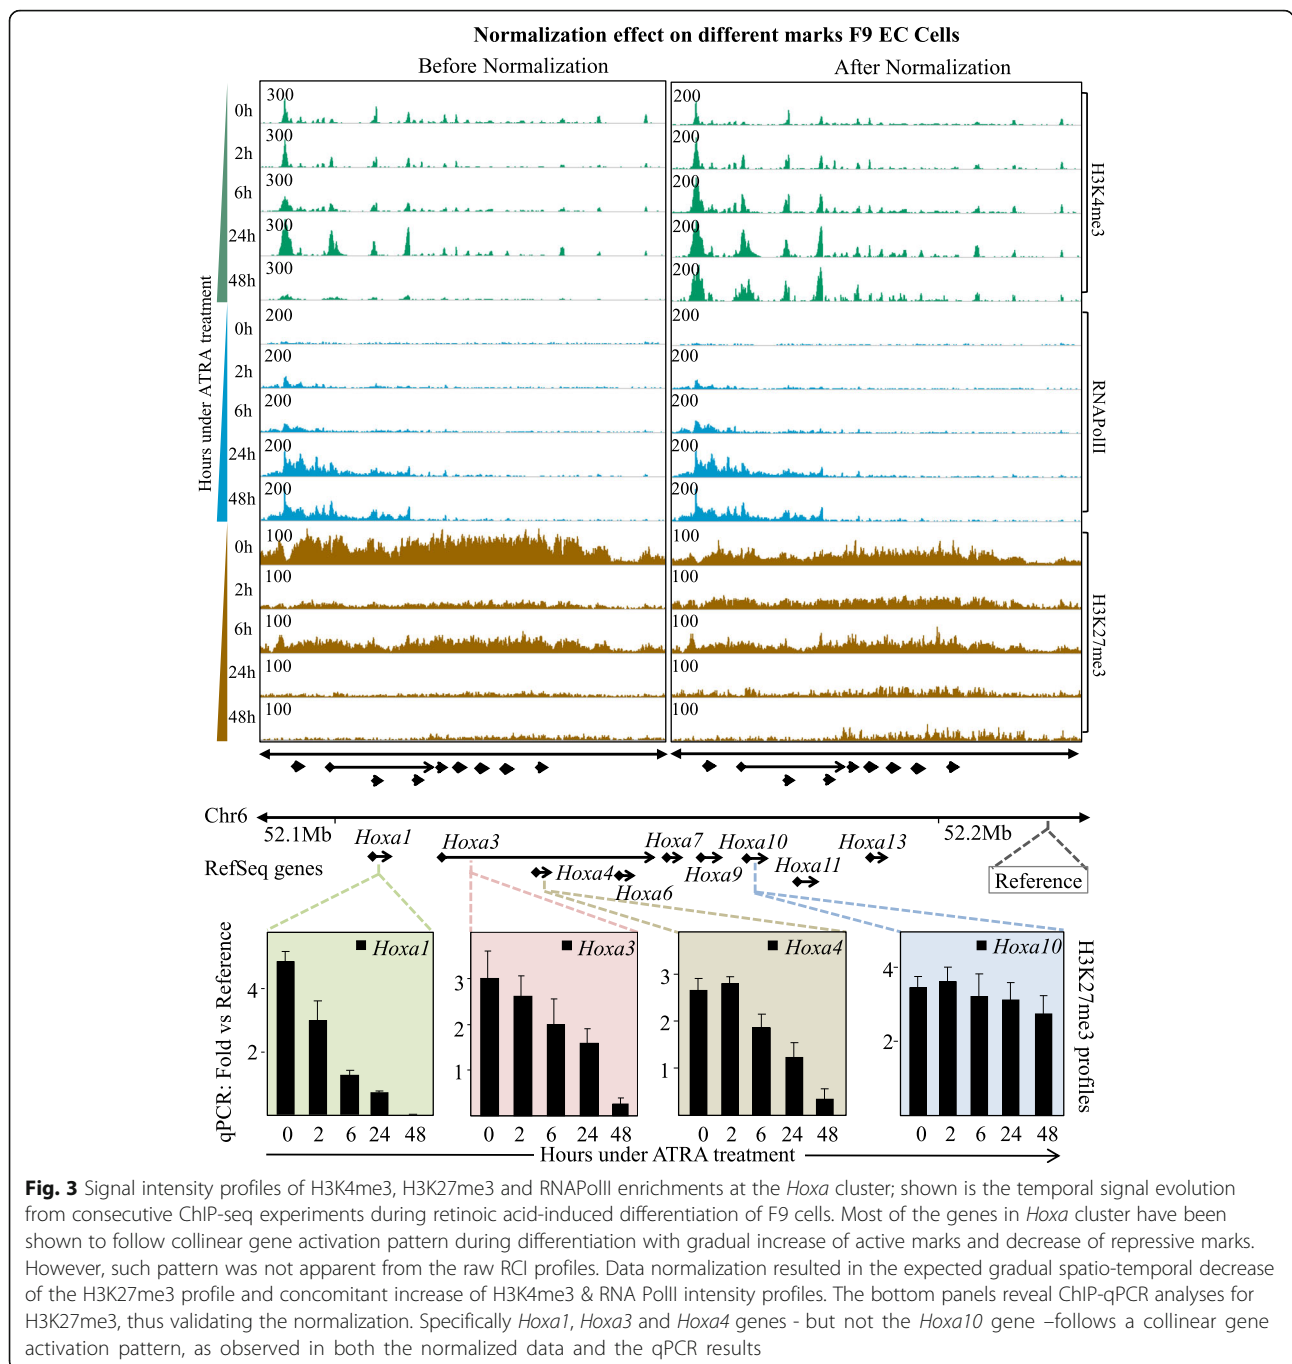 Normalization effect on different marks F9 EC Cells
Before Normalization
After Normalization
Hours under ATRA treatment
0h
300
200
2h
300
200
6h
300
200
24h
300
200
48h
300
200
H3K4me3
0h
200
200
2h
200
200
6h
200
200
24h
200
200
48h
200
200
RNAPolII
0h
100
100
2h
100
100
6h
100
100
24h
100
100
48h
100
100
H3K27me3
Chr6
52.1Mb
52.2Mb
RefSeq genes
Hoxa1
Hoxa3
Hoxa4
Hoxa6
Hoxa7
Hoxa9
Hoxa10
Hoxa11
Hoxa13
Reference
qPCR: Fold vs Reference
Hoxa1
4
2
0 2 6 24 48
Hoxa3
3
2
1
0 2 6 24 48
Hoxa4
3
2
1
0 2 6 24 48
Hoxa10
4
2
0 2 6 24 48
H3K27me3 profiles
Hours under ATRA treatment
Fig. 3 Signal intensity profiles of H3K4me3, H3K27me3 and RNAPolII enrichments at the Hoxa cluster; shown is the temporal signal evolution
from consecutive ChIP-seq experiments during retinoic acid-induced differentiation of F9 cells. Most of the genes in Hoxa cluster have been
shown to follow collinear gene activation pattern during differentiation with gradual increase of active marks and decrease of repressive marks.
However, such pattern was not apparent from the raw RCI profiles. Data normalization resulted in the expected gradual spatio-temporal decrease
of the H3K27me3 profile and concomitant increase of H3K4me3 & RNA PolII intensity profiles. The bottom panels reveal ChIP-qPCR analyses for
H3K27me3, thus validating the normalization. Specifically Hoxa1, Hoxa3 and Hoxa4 genes - but not the Hoxa10 gene –follows a collinear gene
activation pattern, as observed in both the normalized data and the qPCR results